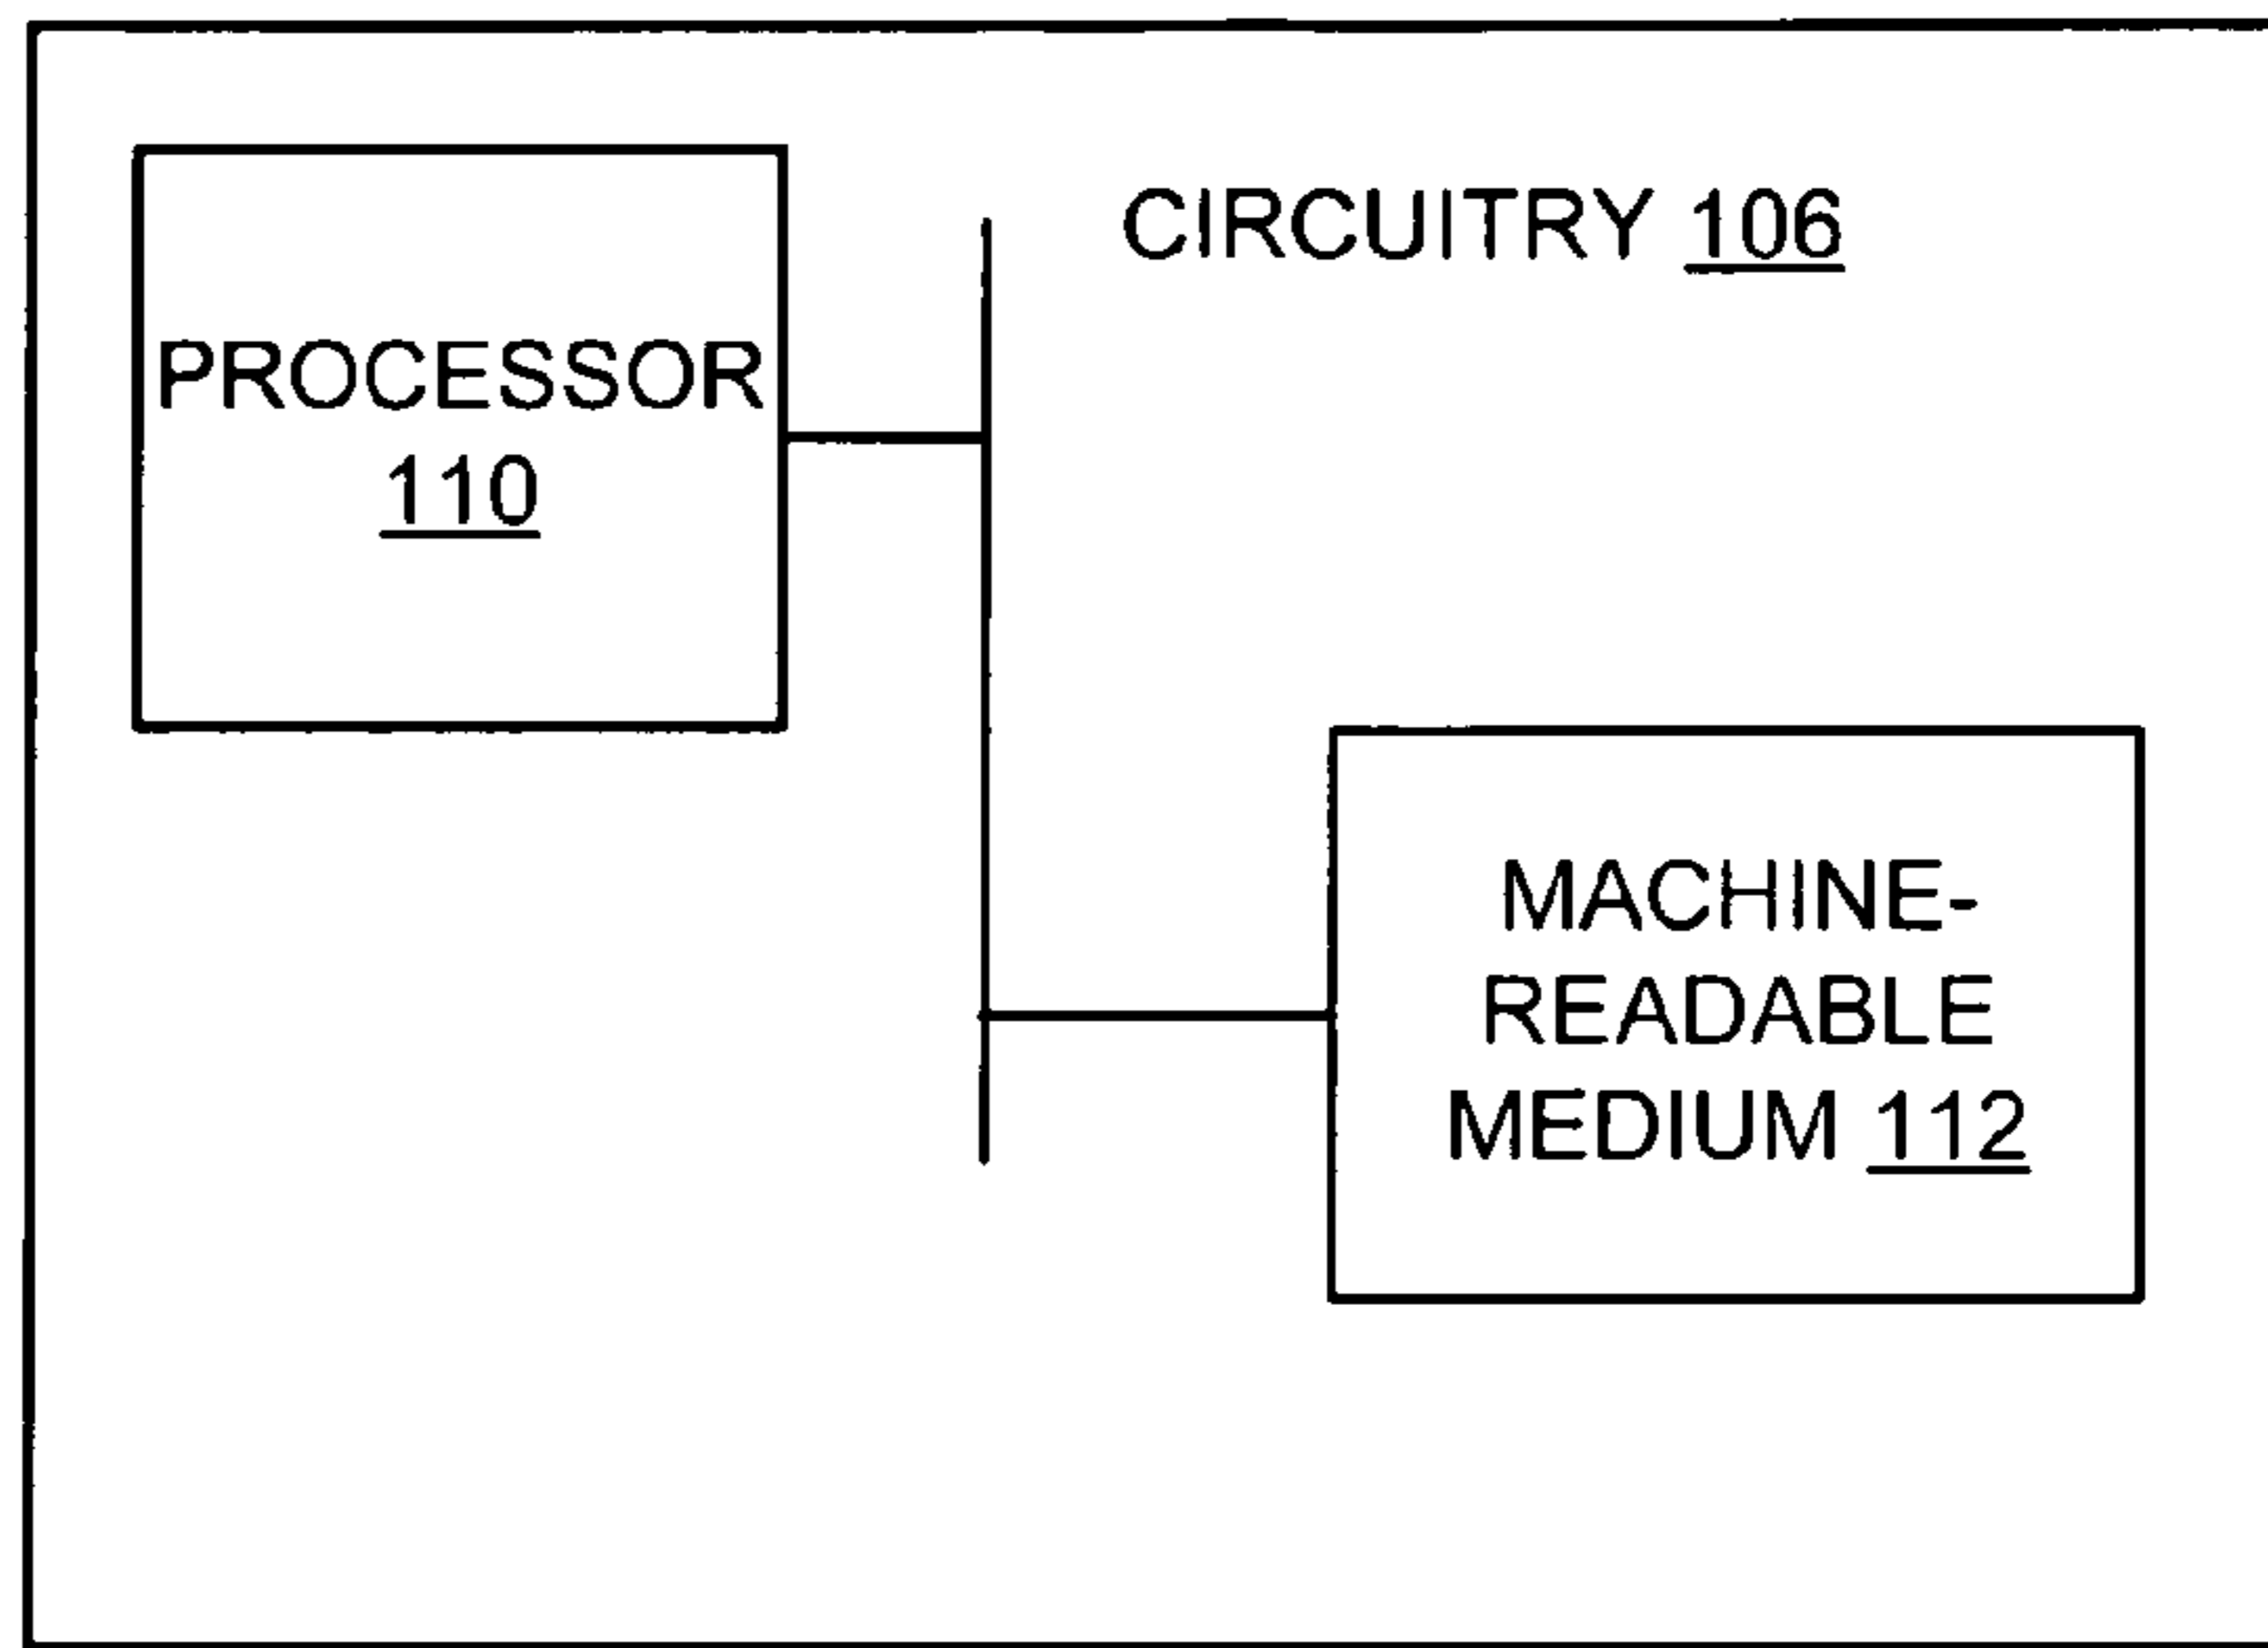 CIRCUITRY 106
PROCESSOR
110
MACHINE-
READABLE
MEDIUM 112